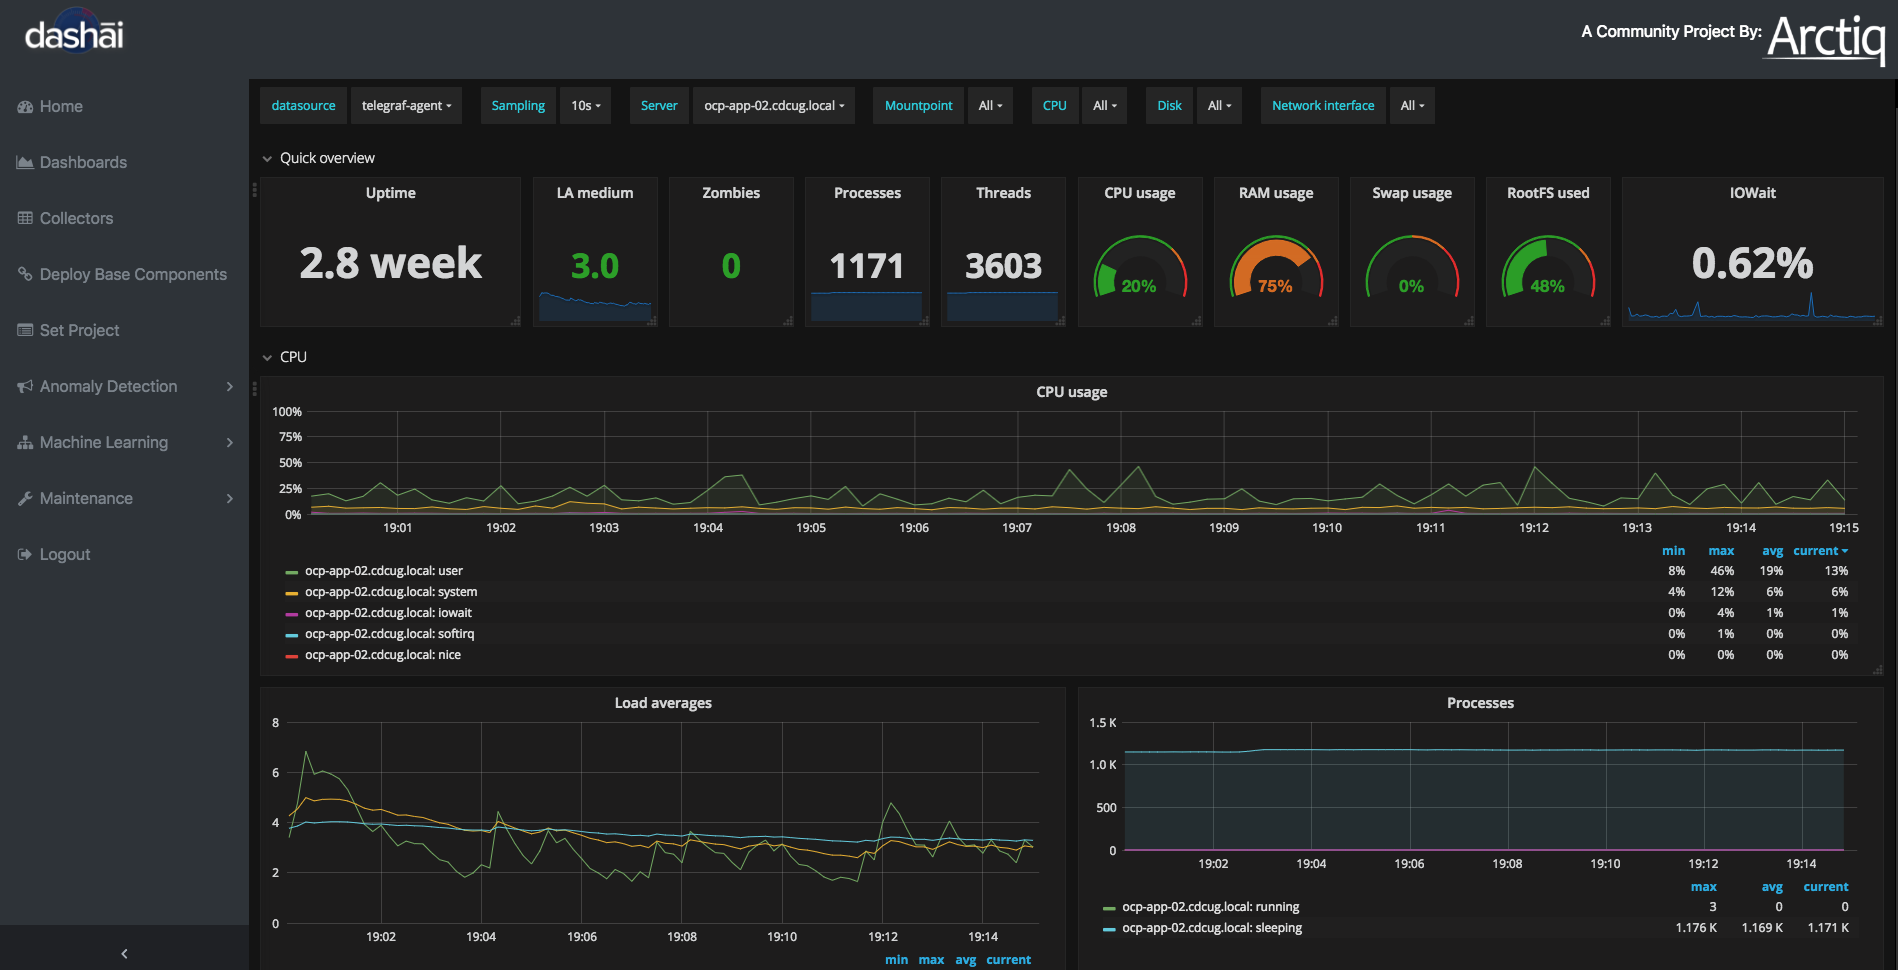 dashāi
A Community Project By: Arctiq
Home
Dashboards
Collectors
Deploy Base Components
Set Project
Anomaly Detection
Machine Learning
Maintenance
Logout
datasource telegraf-agent Sampling 10s Server ocp-app-02.cdcug.local Mountpoint All CPU All Disk All Network interface All
Quick overview
Uptime LA medium Zombies Processes Threads CPU usage RAM usage Swap usage RootFS used IOWait
2.8 week 3.0 0 1171 3603 20% 75% 0% 48% 0.62%
CPU
CPU usage
100%
75%
50%
25%
0%
19:01 19:02 19:03 19:04 19:05 19:06 19:07 19:08 19:09 19:10 19:11 19:12 19:13 19:14 19:15
min max avg current
ocp-app-02.cdcug.local: user 8% 46% 19% 13%
ocp-app-02.cdcug.local: system 4% 12% 6% 6%
ocp-app-02.cdcug.local: iowait 0% 4% 1% 1%
ocp-app-02.cdcug.local: softirq 0% 1% 0% 0%
ocp-app-02.cdcug.local: nice 0% 0% 0% 0%
Load averages
8
6
4
2
0
19:02 19:04 19:06 19:08 19:10 19:12 19:14
min max avg current
Processes
1.5 K
1.0 K
500
0
19:02 19:04 19:06 19:08 19:10 19:12 19:14
max avg current
ocp-app-02.cdcug.local: running 3 0 0
ocp-app-02.cdcug.local: sleeping 1.176 K 1.169 K 1.171 K